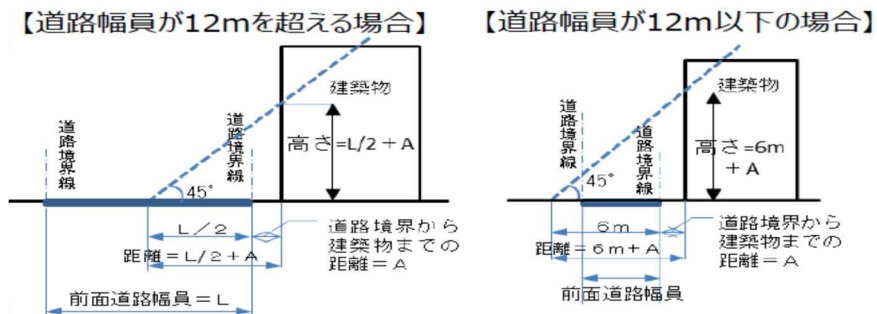 【道路幅員が12mを超える場合】
建築物
道路境界線
道路境界線
高さ=L/2+A
45°
L/2
道路境界から
建築物までの
距離=A
距離=L/2+A
前面道路幅員=L
【道路幅員が12m以下の場合】
建築物
道路境界線
道路境界線
高さ=6m
+A
45°
6m
道路境界から
建築物までの
距離=A
距離=6m+A
前面道路幅員